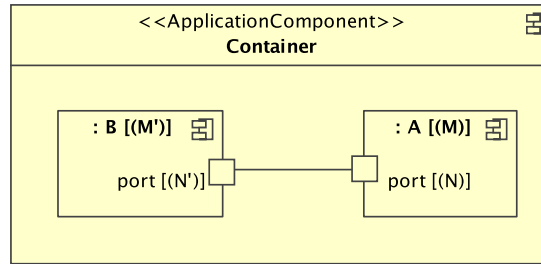 <<ApplicationComponent>>
Container
: B [(M')]
: A [(M)]
port [(N')]
port [(N)]